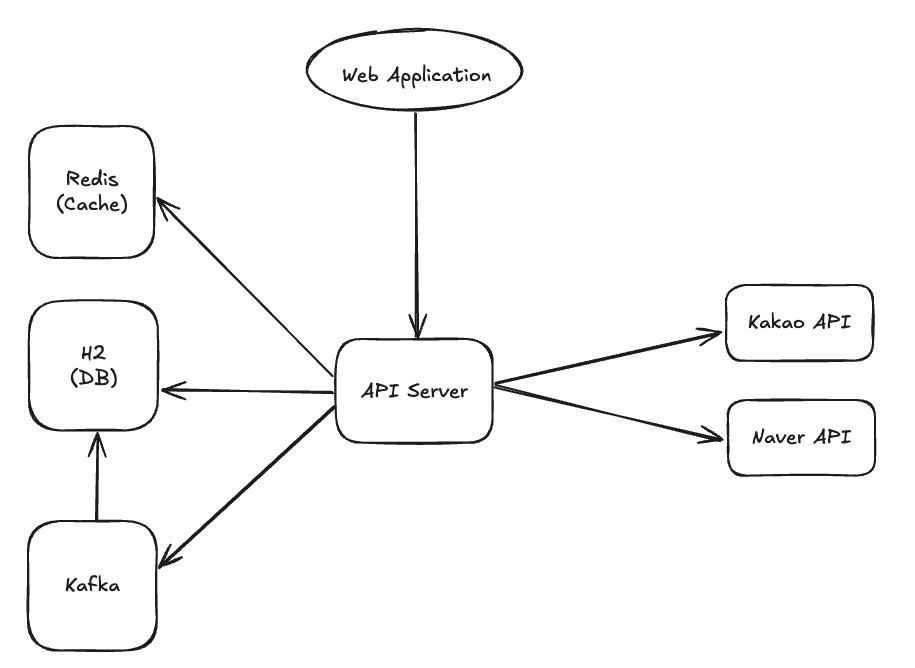 Web Application
Redis
(Cache)
H2
(DB)
Kafka
API Server
Kakao API
Naver API